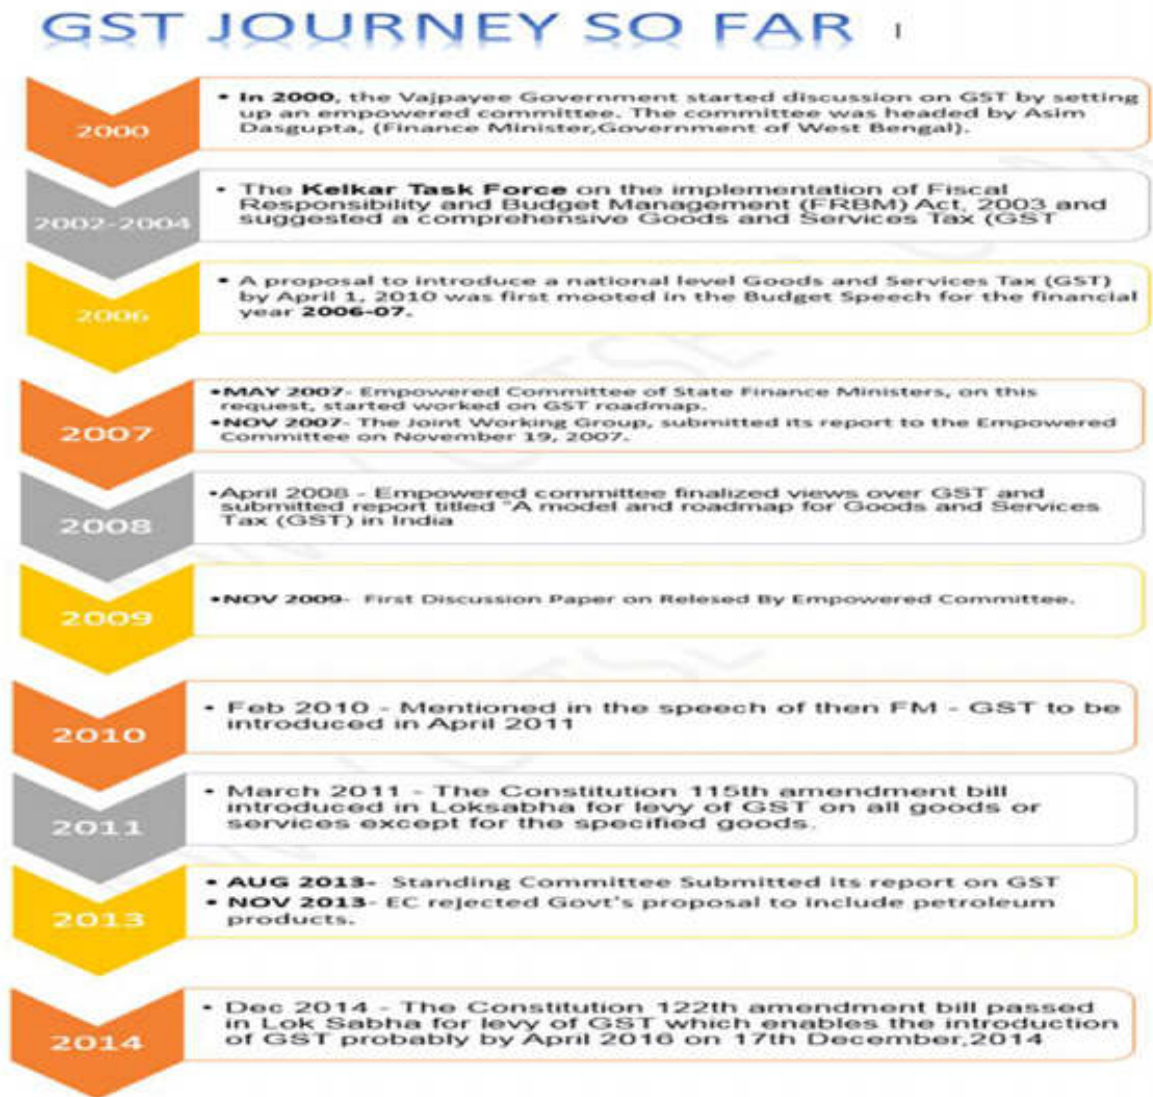 GST JOURNEY SO FAR
2000
• In 2000, the Vajpayee Government started discussion on GST by setting
up an empowered committee. The committee was headed by Asim
Dasgupta, (Finance Minister,Government of West Bengal).
2002-2004
• The Kelkar Task Force on the implementation of Fiscal
Responsibility and Budget Management (FRBM) Act, 2003 and
suggested a comprehensive Goods and Services Tax (GST
2006
• A proposal to introduce a national level Goods and Services Tax (GST)
by April 1, 2010 was first mooted in the Budget Speech for the financial
year 2006-07.
2007
•MAY 2007- Empowered Committee of State Finance Ministers, on this
request, started worked on GST roadmap.
•NOV 2007- The Joint Working Group, submitted its report to the Empowered
Committee on November 19, 2007.
2008
•April 2008 - Empowered committee finalized views over GST and
submitted report titled "A model and roadmap for Goods and Services
Tax (GST) in India
2009
•NOV 2009- First Discussion Paper on Relesed By Empowered Committee.
2010
• Feb 2010 - Mentioned in the speech of then FM - GST to be
introduced in April 2011
2011
• March 2011 - The Constitution 115th amendment bill
introduced in Loksabha for levy of GST on all goods or
services except for the specified goods.
2013
• AUG 2013- Standing Committee Submitted its report on GST
• NOV 2013- EC rejected Govt's proposal to include petroleum
products.
2014
• Dec 2014 - The Constitution 122th amendment bill passed
in Lok Sabha for levy of GST which enables the introduction
of GST probably by April 2016 on 17th December,2014